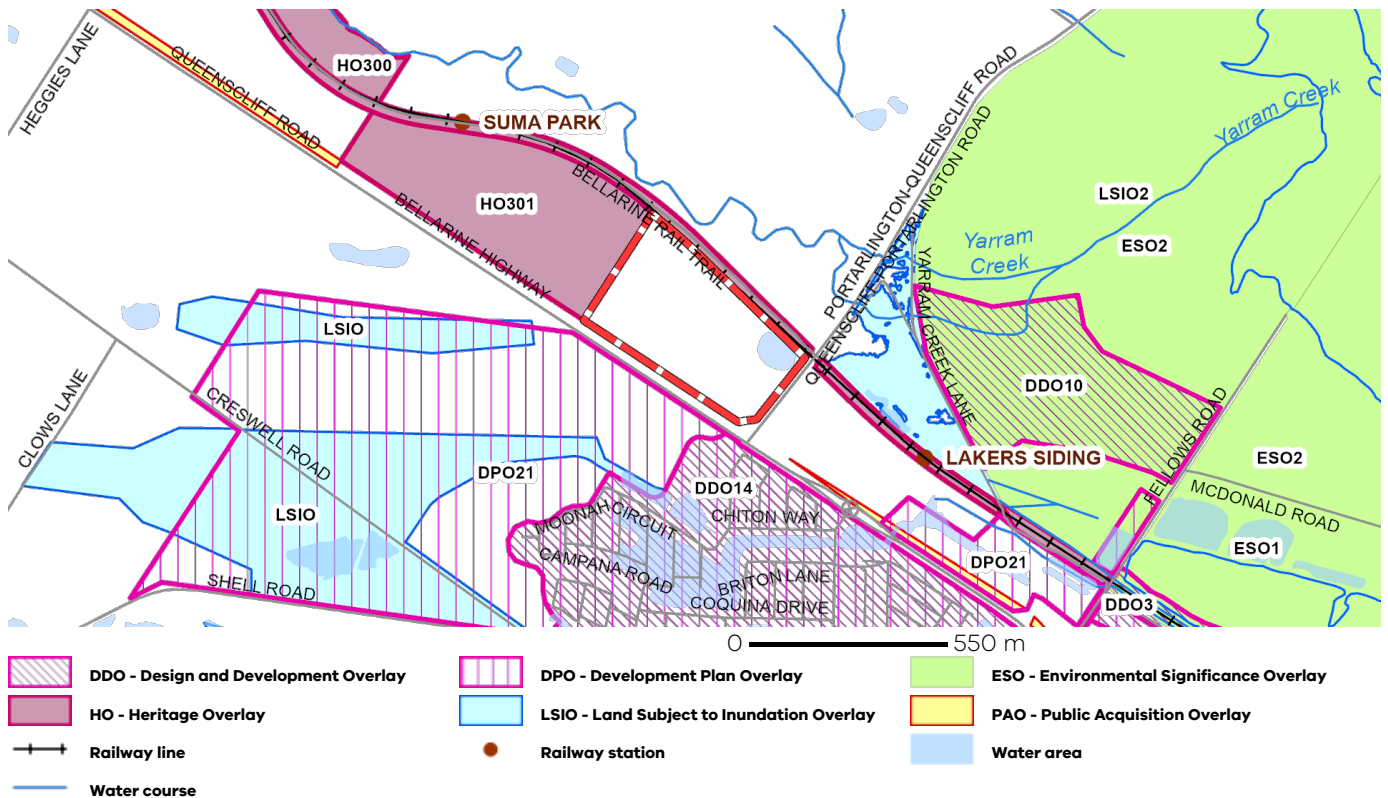 HEGGIES LANE
QUEENSCLIFF ROAD
HO300
SUMA PARK
HO301
BELLARINE RAIL TRAIL
BELLARINE HIGHWAY
PORTARLINGTON-QUEENSCLIFF ROAD
QUEENSCLIFF-PORTARLINGTON ROAD
Yarram Creek
LSIO2
Yarram
Creek
ESO2
YARRAM CREEK LANE
LSIO
DDO10
CLOWS LANE
CRESWELL ROAD
LAKERS SIDING
FELLOWS ROAD
ESO2
DPO21
DDO14
MCDONALD ROAD
LSIO
MOONAH CIRCUIT
CHITON WAY
ESO1
CAMPANA ROAD
DPO21
SHELL ROAD
BRITON LANE
COQUINA DRIVE
DDO3
0 550 m
DDO - Design and Development Overlay
DPO - Development Plan Overlay
ESO - Environmental Significance Overlay
HO - Heritage Overlay
LSIO - Land Subject to Inundation Overlay
PAO - Public Acquisition Overlay
Railway line
Railway station
Water area
Water course